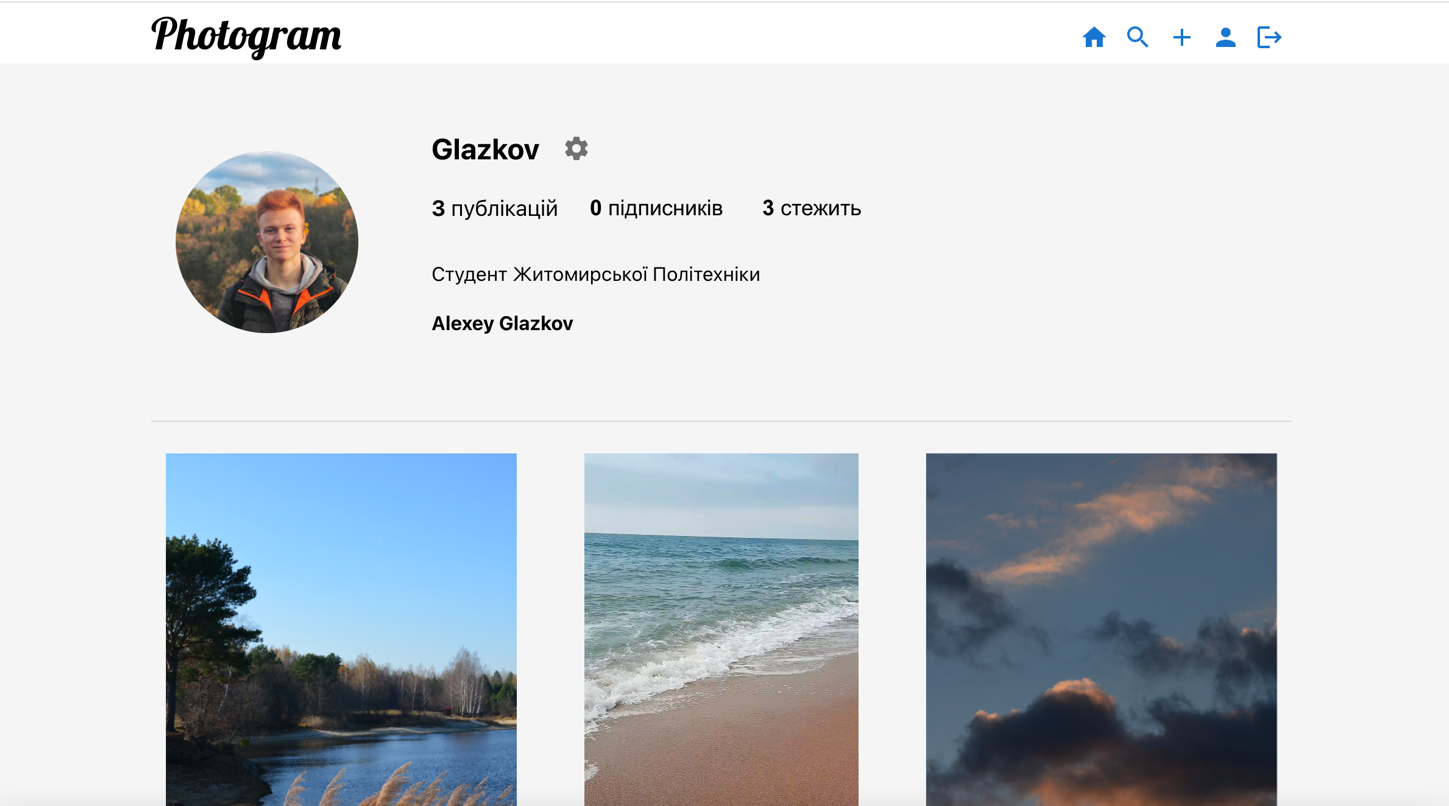 Photogram
Glazkov
3 публікацій 0 підписників 3 стежить
Студент Житомирської Політехніки
Alexey Glazkov